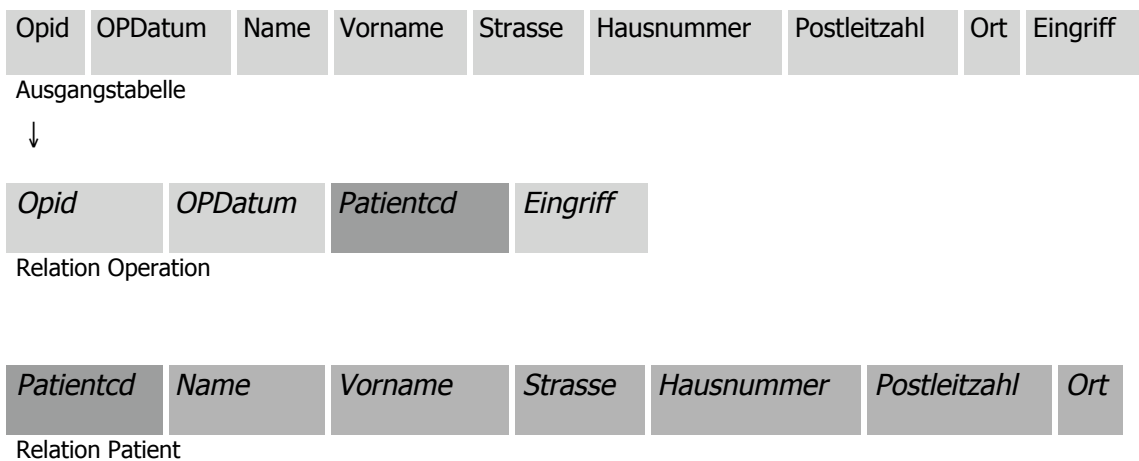 Opid OPDatum Name Vorname Strasse Hausnummer Postleitzahl Ort Eingriff
Ausgangstabelle
↓
Opid OPDatum Patientcd Eingriff
Relation Operation
Patientcd Name Vorname Strasse Hausnummer Postleitzahl Ort
Relation Patient